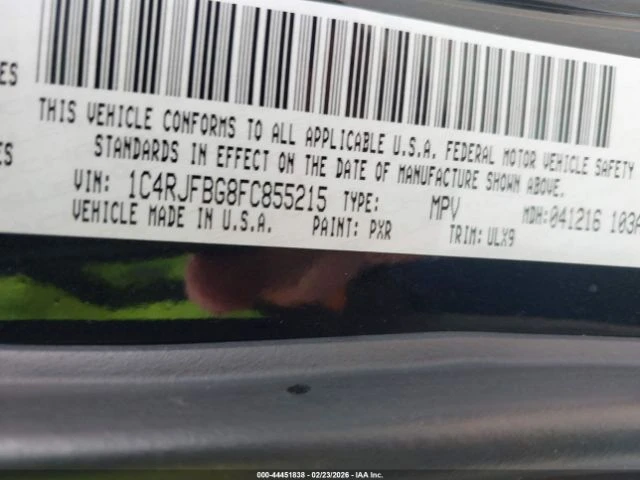 ES
THIS VEHICLE CONFORMS TO ALL APPLICABLE U.S.A. FEDERAL MOTOR VEHICLE SAFETY
ES
STANDARDS IN EFFECT ON THE DATE OF MANUFACTURE SHOWN ABOVE.
VIN: 1C4RJFBG8FC855215 TYPE: MPV MDH:041216 103A
VEHICLE MADE IN U.S.A. PAINT: PXR TRIM: ULX9
000-44451838 - 02/23/2026 - IAA Inc.